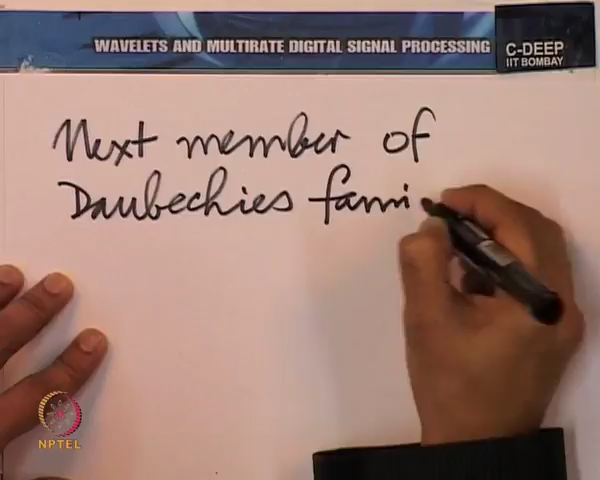 WAVELETS AND MULTIRATE DIGITAL SIGNAL PROCESSING
C-DEEP
IIT BOMBAY
Next member of
Daubechies fami
NPTEL